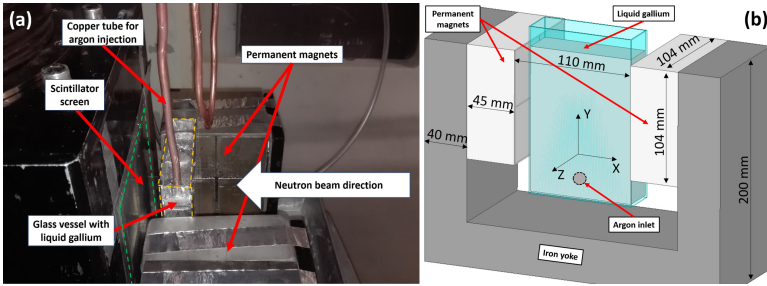 (a)
Copper tube for
argon injection
Permanent magnets
Scintillator
screen
Neutron beam direction
Glass vessel with
liquid gallium
(b)
Permanent
magnets
Liquid gallium
104 mm
110 mm
45 mm
40 mm
104 mm
200 mm
Y
X
Z
Argon inlet
Iron yoke